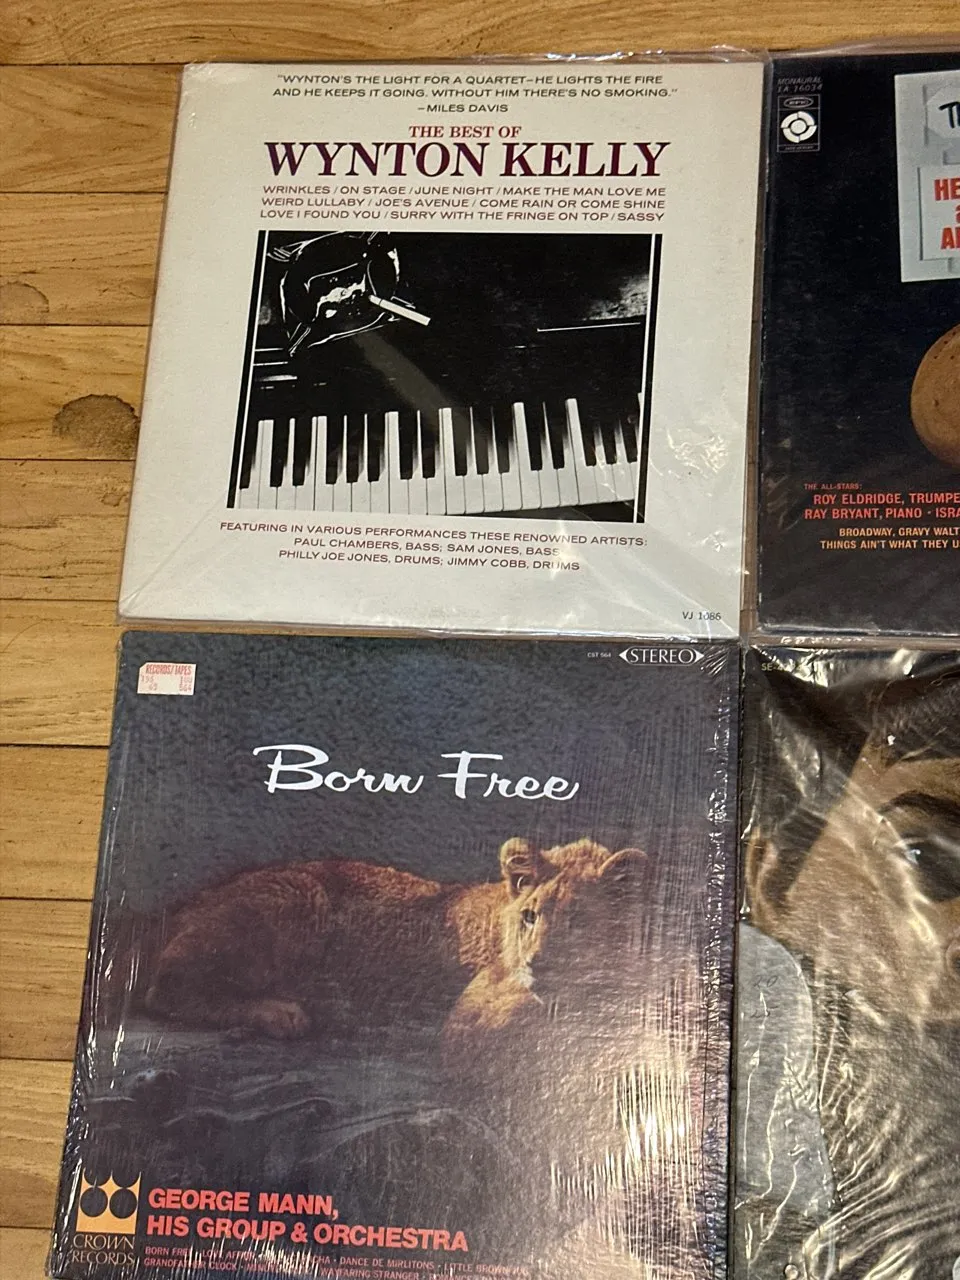 "WYNTON'S THE LIGHT FOR A QUARTET—HE LIGHTS THE FIRE
AND HE KEEPS IT GOING. WITHOUT HIM THERE'S NO SMOKING."
—MILES DAVIS
THE BEST OF
WYNTON KELLY
WRINKLES / ON STAGE / JUNE NIGHT / MAKE THE MAN LOVE ME
WEIRD LULLABY / JOE'S AVENUE / COME RAIN OR COME SHINE
LOVE I FOUND YOU / SURRY WITH THE FRINGE ON TOP / SASSY
FEATURING IN VARIOUS PERFORMANCES THESE RENOWNED ARTISTS:
PAUL CHAMBERS, BASS; SAM JONES, BASS
PHILLY JOE JONES, DRUMS; JIMMY COBB, DRUMS
VJ 1086
MONAURAL
LA 16034
EPIC
THE ALL-STARS:
ROY ELDRIDGE, TRUMPE
RAY BRYANT, PIANO · ISRA
BROADWAY, GRAVY WALT
THINGS AIN'T WHAT THEY U
RECORDS/TAPES
CST 564
STEREO
Born Free
GEORGE MANN,
HIS GROUP & ORCHESTRA
CROWN
RECORDS
BORN FREE DANCE DE MIRLITONS · LITTLE BROWN JUG
GRANDFATHER CLOCK WAYFARING STRANGER